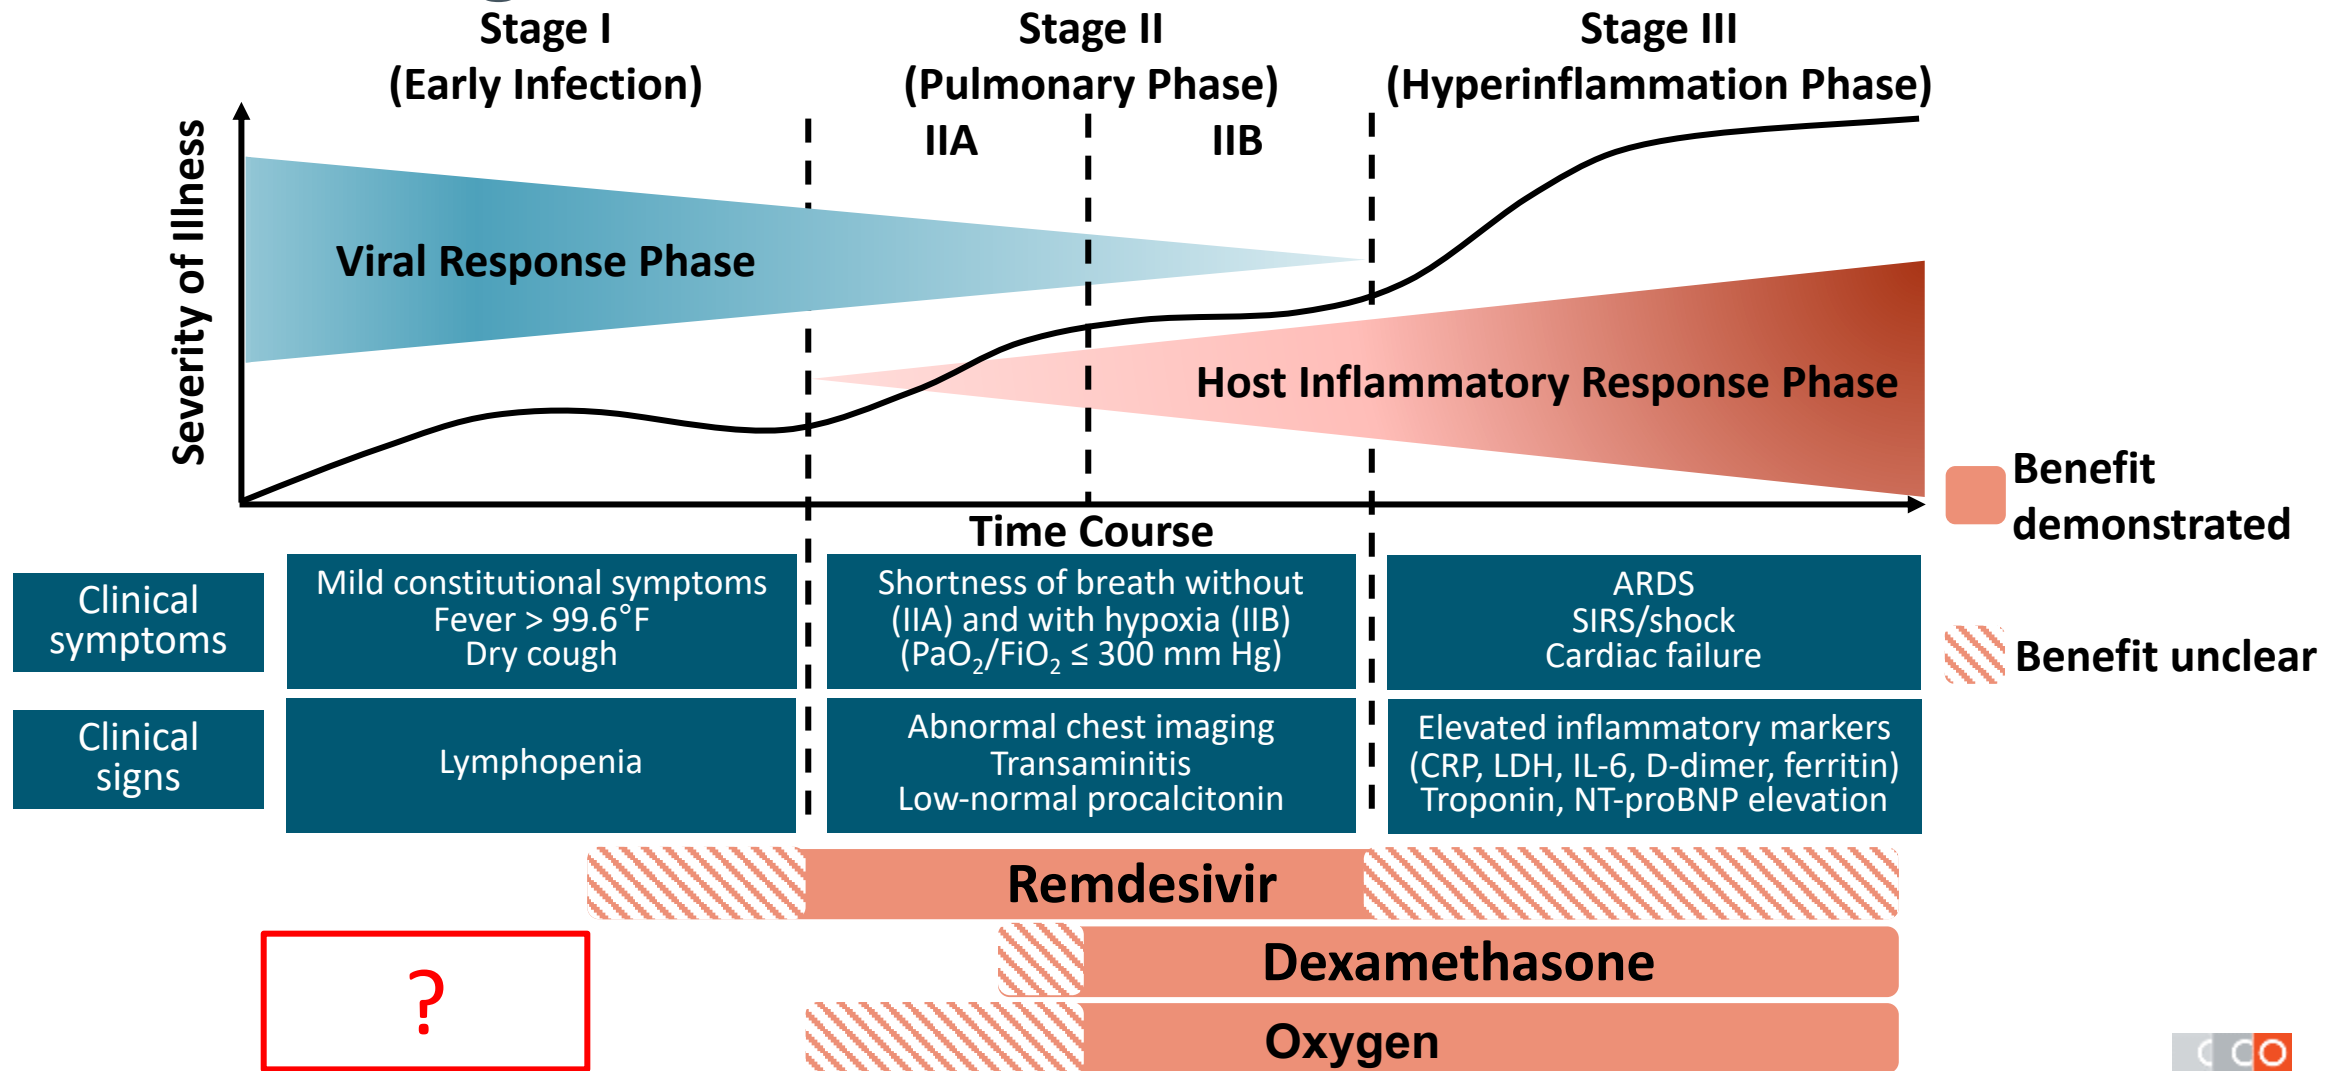 Stage I
(Early Infection)
Stage II
(Pulmonary Phase)
Stage III
(Hyperinflammation Phase)
IIA
IIB
Severity of Illness
Viral Response Phase
Host Inflammatory Response Phase
Time Course
Benefit
demonstrated
Benefit unclear
Clinical
symptoms
Mild constitutional symptoms
Fever > 99.6°F
Dry cough
Shortness of breath without
(IIA) and with hypoxia (IIB)
(PaO₂/FiO₂ ≤ 300 mm Hg)
ARDS
SIRS/shock
Cardiac failure
Clinical
signs
Lymphopenia
Abnormal chest imaging
Transaminitis
Low-normal procalcitonin
Elevated inflammatory markers
(CRP, LDH, IL-6, D-dimer, ferritin)
Troponin, NT-proBNP elevation
Remdesivir
Dexamethasone
?
Oxygen
CCO